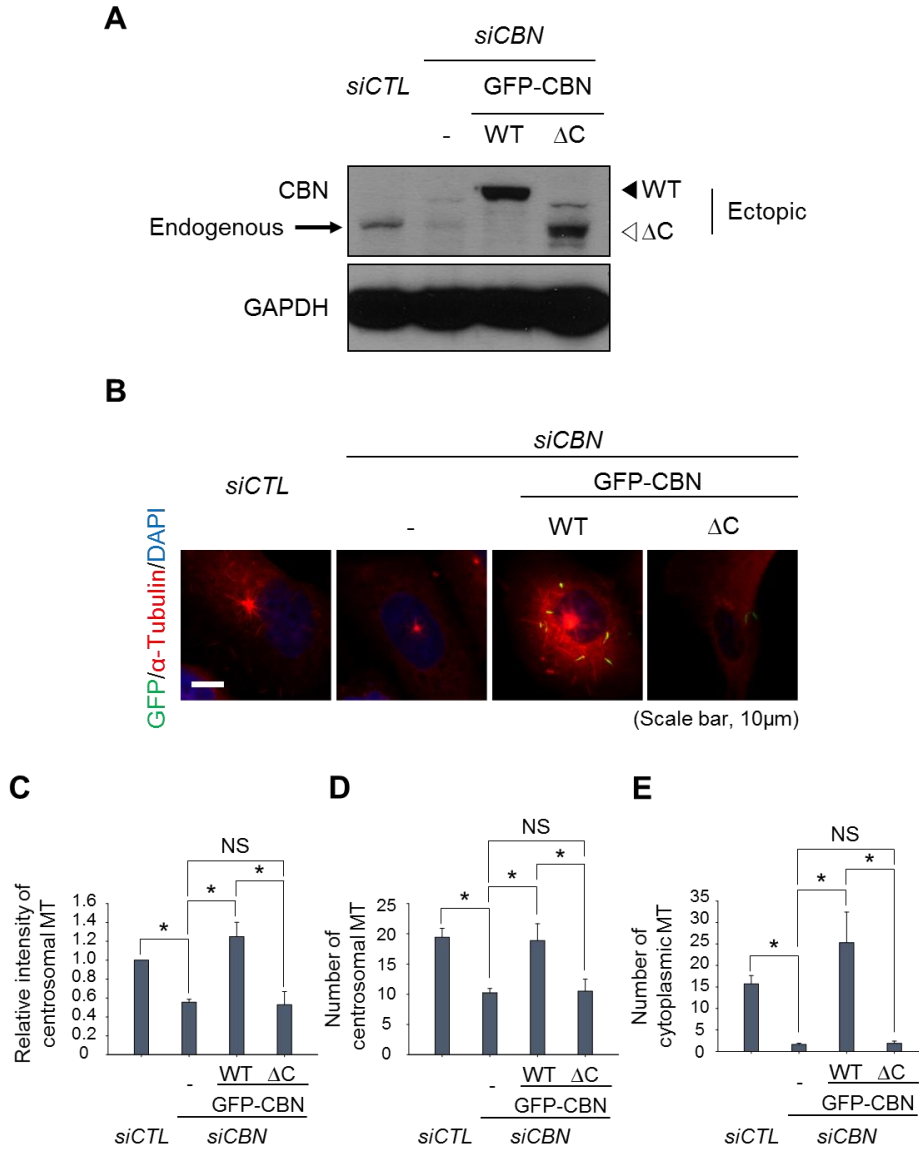 A
siCBN
siCTL
GFP-CBN
-
WT
ΔC
CBN
WT
Endogenous
Ectopic
ΔC
GAPDH
B
siCBN
siCTL
GFP-CBN
-
WT
ΔC
GFP/α-Tubulin/DAPI
(Scale bar, 10μm)
C
NS
*
*
*
Relative intensity of
centrosomal MT
1.6
1.4
1.2
1.0
0.8
0.6
0.4
0.2
0
-
WT
ΔC
GFP-CBN
siCTL
siCBN
D
NS
*
*
*
Number of
centrosomal MT
25
20
15
10
5
0
-
WT
ΔC
GFP-CBN
siCTL
siCBN
E
NS
*
*
*
Number of
cytoplasmic MT
35
30
25
20
15
10
5
0
-
WT
ΔC
GFP-CBN
siCTL
siCBN